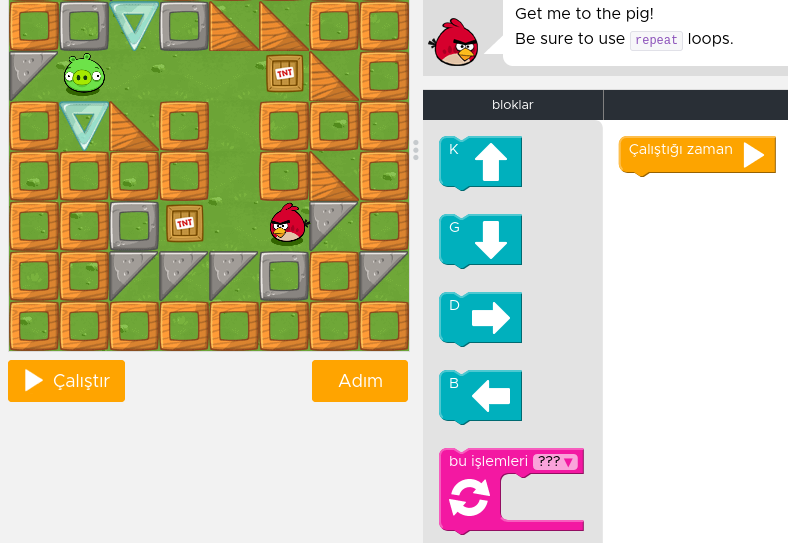 Get me to the pig!
Be sure to use repeat loops.
bloklar
TNT
K
Çalıştığı zaman
G
TNT
D
Çalıştır
Adım
B
bu işlemleri ???